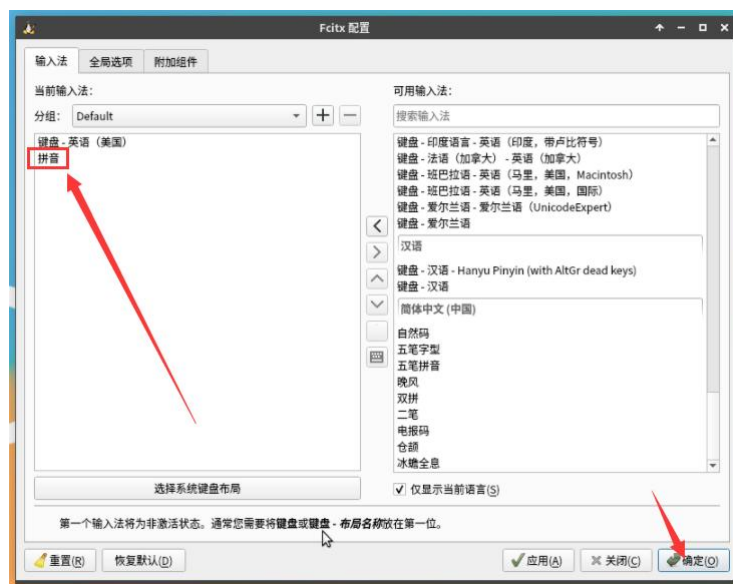 Fcitx 配置
输入法 全局选项 附加组件
当前输入法:
分组: Default
键盘 - 英语（美国）
拼音
选择系统键盘布局
可用输入法:
搜索输入法
键盘 - 印度语言 - 英语（印度，带卢比符号）
键盘 - 法语（加拿大）- 英语（加拿大）
键盘 - 班巴拉语 - 英语（马里，美国，Macintosh）
键盘 - 班巴拉语 - 英语（马里，美国，国际）
键盘 - 爱尔兰语 - 爱尔兰语（UnicodeExpert）
键盘 - 爱尔兰语
汉语
键盘 - 汉语 - Hanyu Pinyin (with AltGr dead keys)
键盘 - 汉语
简体中文 (中国)
自然码
五笔字型
五笔拼音
晚风
双拼
二笔
电报码
仓颉
冰蟾全息
仅显示当前语言(S)
第一个输入法将为非激活状态。通常您需要将键盘或键盘 - 布局名称放在第一位。
重置(R) 恢复默认(D) 应用(A) 关闭(C) 确定(O)